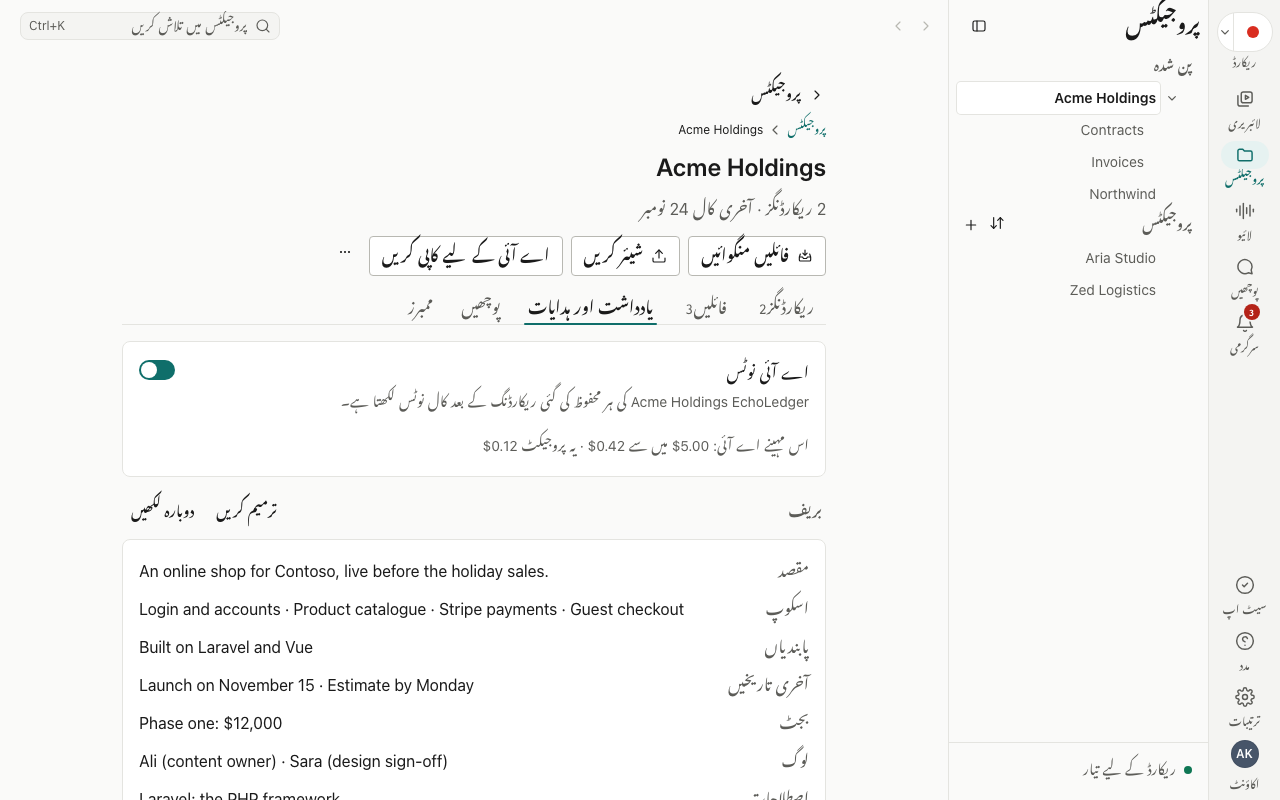 ریکارڈ
لائبریری
پروجیکٹس
لائیو
پوچھیں
3
سرگرمی
سیٹ اپ
مدد
ترتیبات
AK
اکاؤنٹ
پروجیکٹس
پن شدہ
Acme Holdings
Contracts
Invoices
Northwind
پروجیکٹس
Aria Studio
Zed Logistics
ریکارڈ کے لیے تیار
پروجیکٹس میں تلاش کریں Ctrl+K
پروجیکٹس
پروجیکٹس Acme Holdings
Acme Holdings
2 ریکارڈنگز · آخری کال 24 نومبر
فائلیں منگوائیں شیئر کریں اے آئی کے لیے کاپی کریں ...
ریکارڈنگز2 فائلیں3 یادداشت اور ہدایات پوچھیں ممبرز
اے آئی نوٹس
Acme Holdings EchoLedger کی ہر محفوظ کی گئی ریکارڈنگ کے بعد کال نوٹس لکھتا ہے۔
اس مہینے اے آئی: $5.00 میں سے $0.42 · یہ پروجیکٹ $0.12
بریف ترمیم کریں دوبارہ لکھیں
مقصد An online shop for Contoso, live before the holiday sales.
اسکوپ Login and accounts · Product catalogue · Stripe payments · Guest checkout
پابندیاں Built on Laravel and Vue
آخری تاریخیں Launch on November 15 · Estimate by Monday
بجٹ Phase one: $12,000
لوگ Ali (content owner) · Sara (design sign-off)
اصطلاحات Laravel: the PHP framework